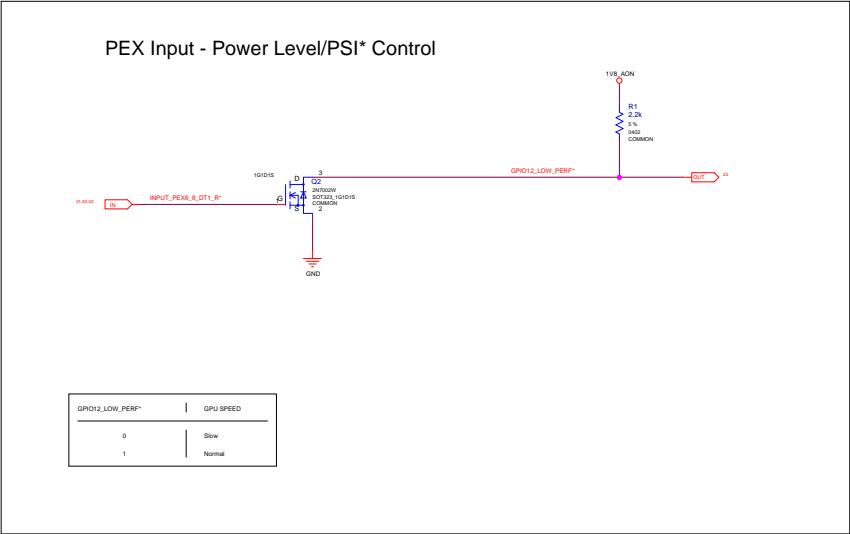 PEX Input - Power Level/PSI* Control
1V8_AON
R1
2.2k
5 %
0402
COMMON
1G1D1S
D
3
Q2
2N7002W
SOT323_1G1D1S
COMMON
1
G
S
2
GPIO12_LOW_PERF*
OUT
IN
INPUT_PEX6_8_DT1_R*
GND
GPIO12_LOW_PERF* GPU SPEED
0 Slow
1 Normal